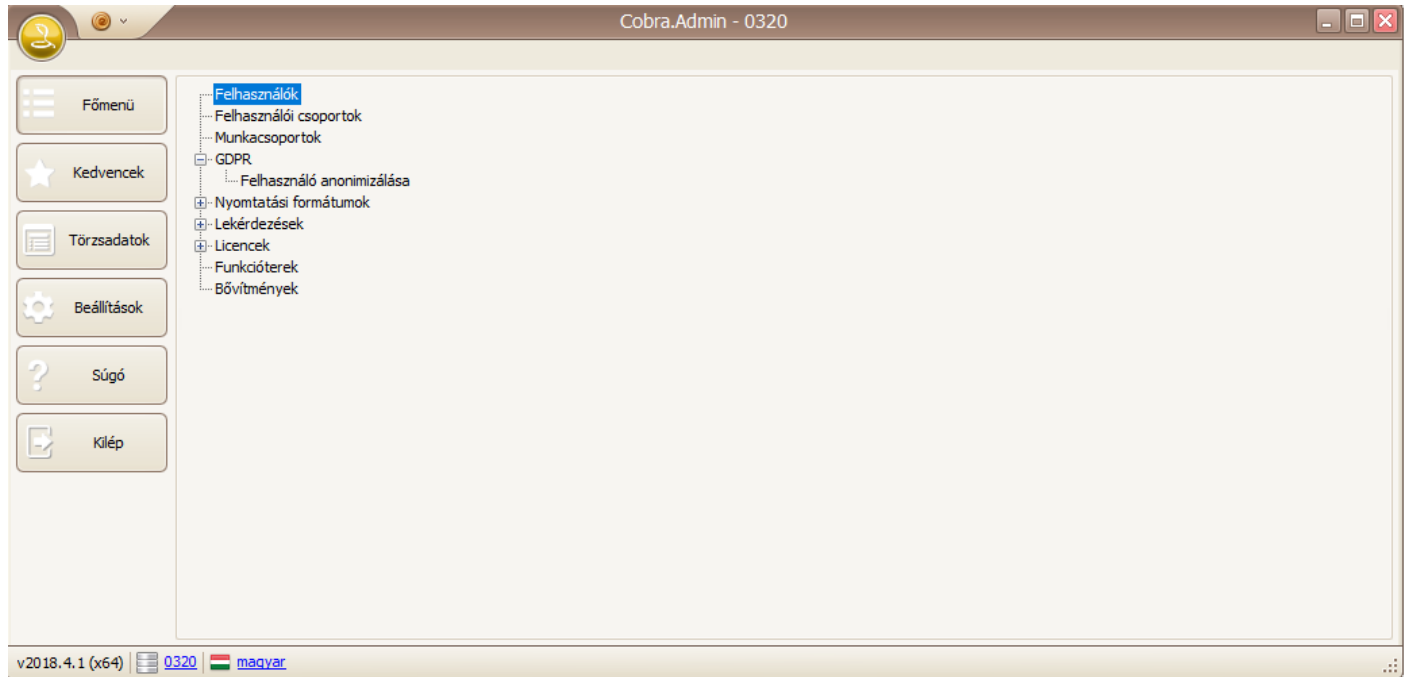 Cobra.Admin - 0320
Főmenü
Kedvencek
Törzsadatok
Beállítások
Súgó
Kilép
Felhasználók
Felhasználói csoportok
Munkacsoportok
GDPR
Felhasználó anonimizálása
Nyomtatási formátumok
Lekérdezések
Licencek
Funkcióterek
Bővítmények
v2018.4.1 (x64) 0320 magyar